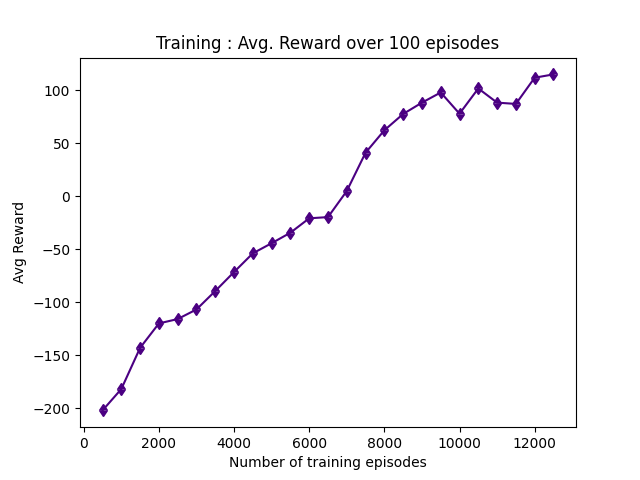 Training : Avg. Reward over 100 episodes
100
50
0
−50
−100
−150
−200
Avg Reward
0 2000 4000 6000 8000 10000 12000
Number of training episodes